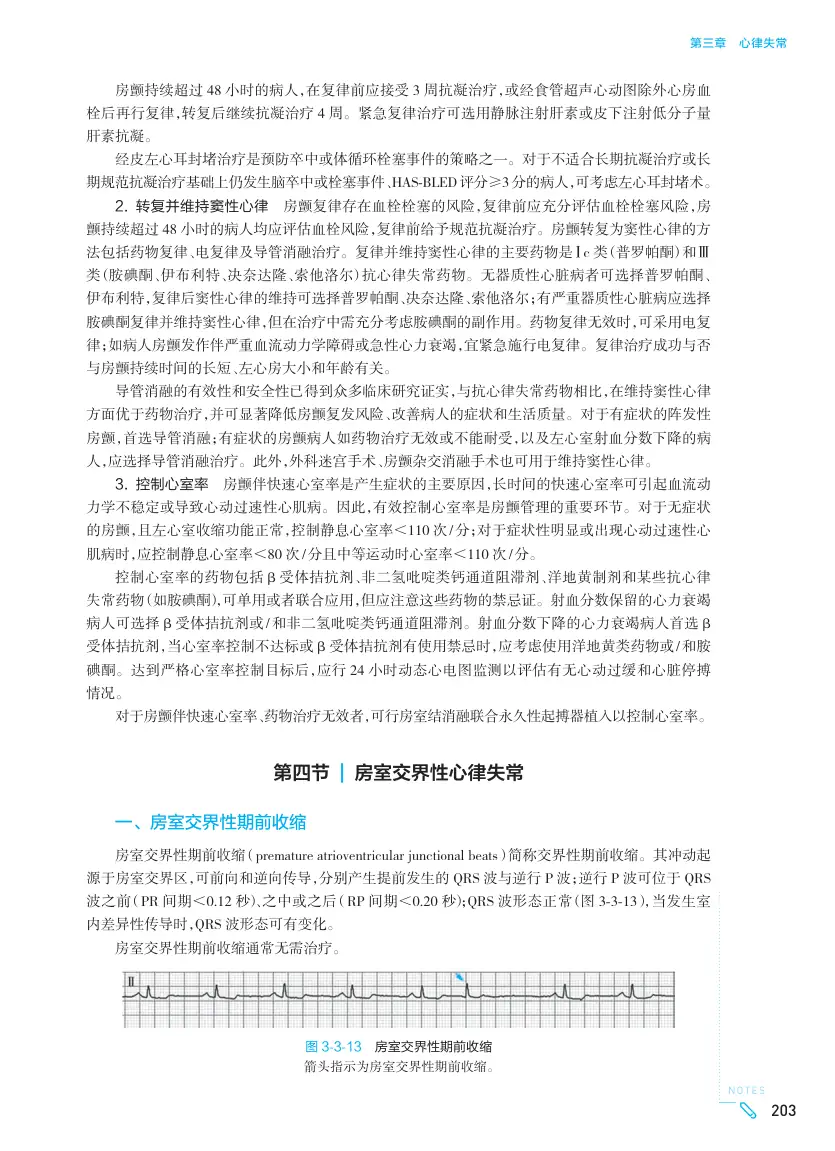 第三章 心律失常
房颤持续超过 48 小时的病人,在复律前应接受 3 周抗凝治疗,或经食管超声心动图除外心房血
栓后再行复律,转复后继续抗凝治疗 4 周。紧急复律治疗可选用静脉注射肝素或皮下注射低分子量
肝素抗凝。
经皮左心耳封堵治疗是预防卒中或体循环栓塞事件的策略之一。对于不适合长期抗凝治疗或长
期规范抗凝治疗基础上仍发生脑卒中或栓塞事件、HAS-BLED 评分≥3 分的病人,可考虑左心耳封堵术。
2. 转复并维持窦性心律 房颤复律存在血栓栓塞的风险,复律前应充分评估血栓栓塞风险,房
颤持续超过 48 小时的病人均应评估血栓风险,复律前给予规范抗凝治疗。房颤转复为窦性心律的方
法包括药物复律、电复律及导管消融治疗。复律并维持窦性心律的主要药物是Ⅰc 类(普罗帕酮)和Ⅲ
类(胺碘酮、伊布利特、决奈达隆、索他洛尔)抗心律失常药物。无器质性心脏病者可选择普罗帕酮、
伊布利特,复律后窦性心律的维持可选择普罗帕酮、决奈达隆、索他洛尔;有严重器质性心脏病应选择
胺碘酮复律并维持窦性心律,但在治疗中需充分考虑胺碘酮的副作用。药物复律无效时,可采用电复
律;如病人房颤发作伴严重血流动力学障碍或急性心力衰竭,宜紧急施行电复律。复律治疗成功与否
与房颤持续时间的长短、左心房大小和年龄有关。
导管消融的有效性和安全性已得到众多临床研究证实,与抗心律失常药物相比,在维持窦性心律
方面优于药物治疗,并可显著降低房颤复发风险、改善病人的症状和生活质量。对于有症状的阵发性
房颤,首选导管消融;有症状的房颤病人如药物治疗无效或不能耐受,以及左心室射血分数下降的病
人,应选择导管消融治疗。此外,外科迷宫手术、房颤杂交消融手术也可用于维持窦性心律。
3. 控制心室率 房颤伴快速心室率是产生症状的主要原因,长时间的快速心室率可引起血流动
力学不稳定或导致心动过速性心肌病。因此,有效控制心室率是房颤管理的重要环节。对于无症状
的房颤,且左心室收缩功能正常,控制静息心室率<110 次/分;对于症状性明显或出现心动过速性心
肌病时,应控制静息心室率<80 次/分且中等运动时心室率<110 次/分。
控制心室率的药物包括 β 受体拮抗剂、非二氢吡啶类钙通道阻滞剂、洋地黄制剂和某些抗心律
失常药物(如胺碘酮),可单用或者联合应用,但应注意这些药物的禁忌证。射血分数保留的心力衰竭
病人可选择 β 受体拮抗剂或/和非二氢吡啶类钙通道阻滞剂。射血分数下降的心力衰竭病人首选 β
受体拮抗剂,当心室率控制不达标或 β 受体拮抗剂有使用禁忌时,应考虑使用洋地黄类药物或/和胺
碘酮。达到严格心室率控制目标后,应行 24 小时动态心电图监测以评估有无心动过缓和心脏停搏
情况。
对于房颤伴快速心室率、药物治疗无效者,可行房室结消融联合永久性起搏器植入以控制心室率。
第四节 | 房室交界性心律失常
一、房室交界性期前收缩
房室交界性期前收缩(premature atrioventricular junctional beats)简称交界性期前收缩。其冲动起
源于房室交界区,可前向和逆向传导,分别产生提前发生的 QRS 波与逆行 P 波;逆行 P 波可位于 QRS
波之前(PR 间期<0.12 秒)、之中或之后(RP 间期<0.20 秒);QRS 波形态正常(图 3-3-13),当发生室
内差异性传导时,QRS 波形态可有变化。
房室交界性期前收缩通常无需治疗。
Ⅱ
图 3-3-13 房室交界性期前收缩
箭头指示为房室交界性期前收缩。
NOTES
203